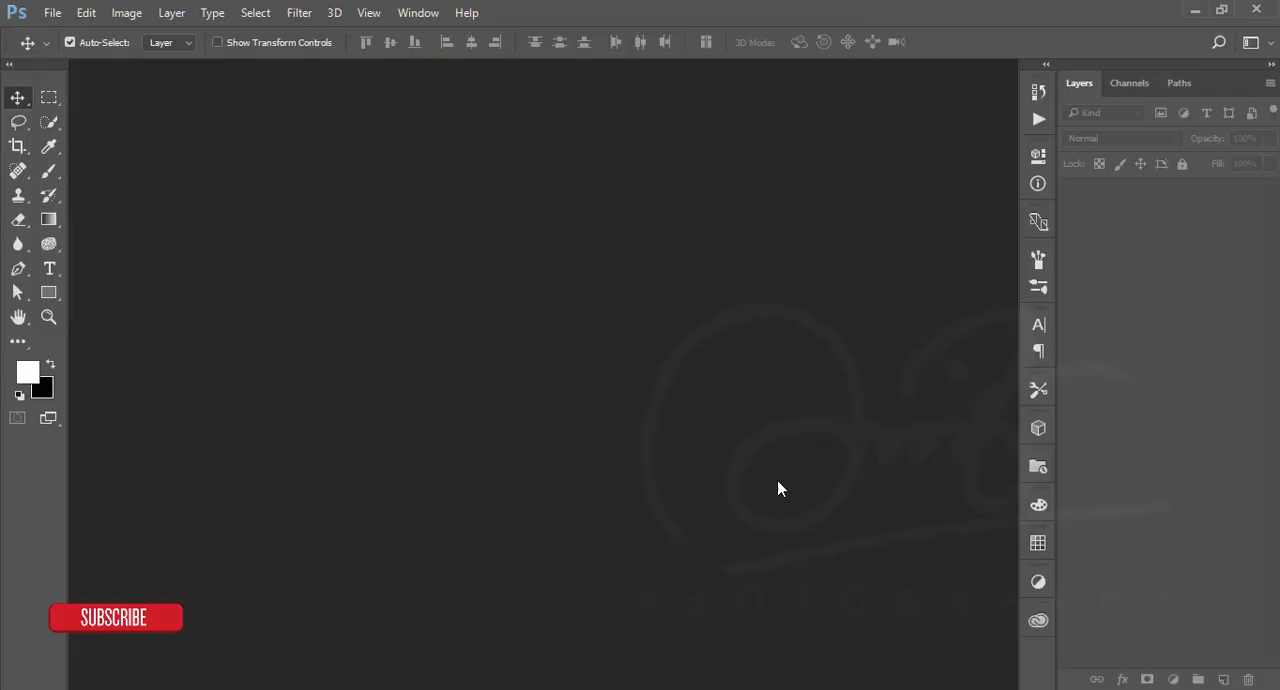 Ps File Edit Image Layer Type Select Filter 3D View Window Help
Auto-Select: Layer Show Transform Controls 3D Mode:
Layers Channels Paths
Kind
Normal Opacity: 100%
Lock: Fill: 100%
SUBSCRIBE